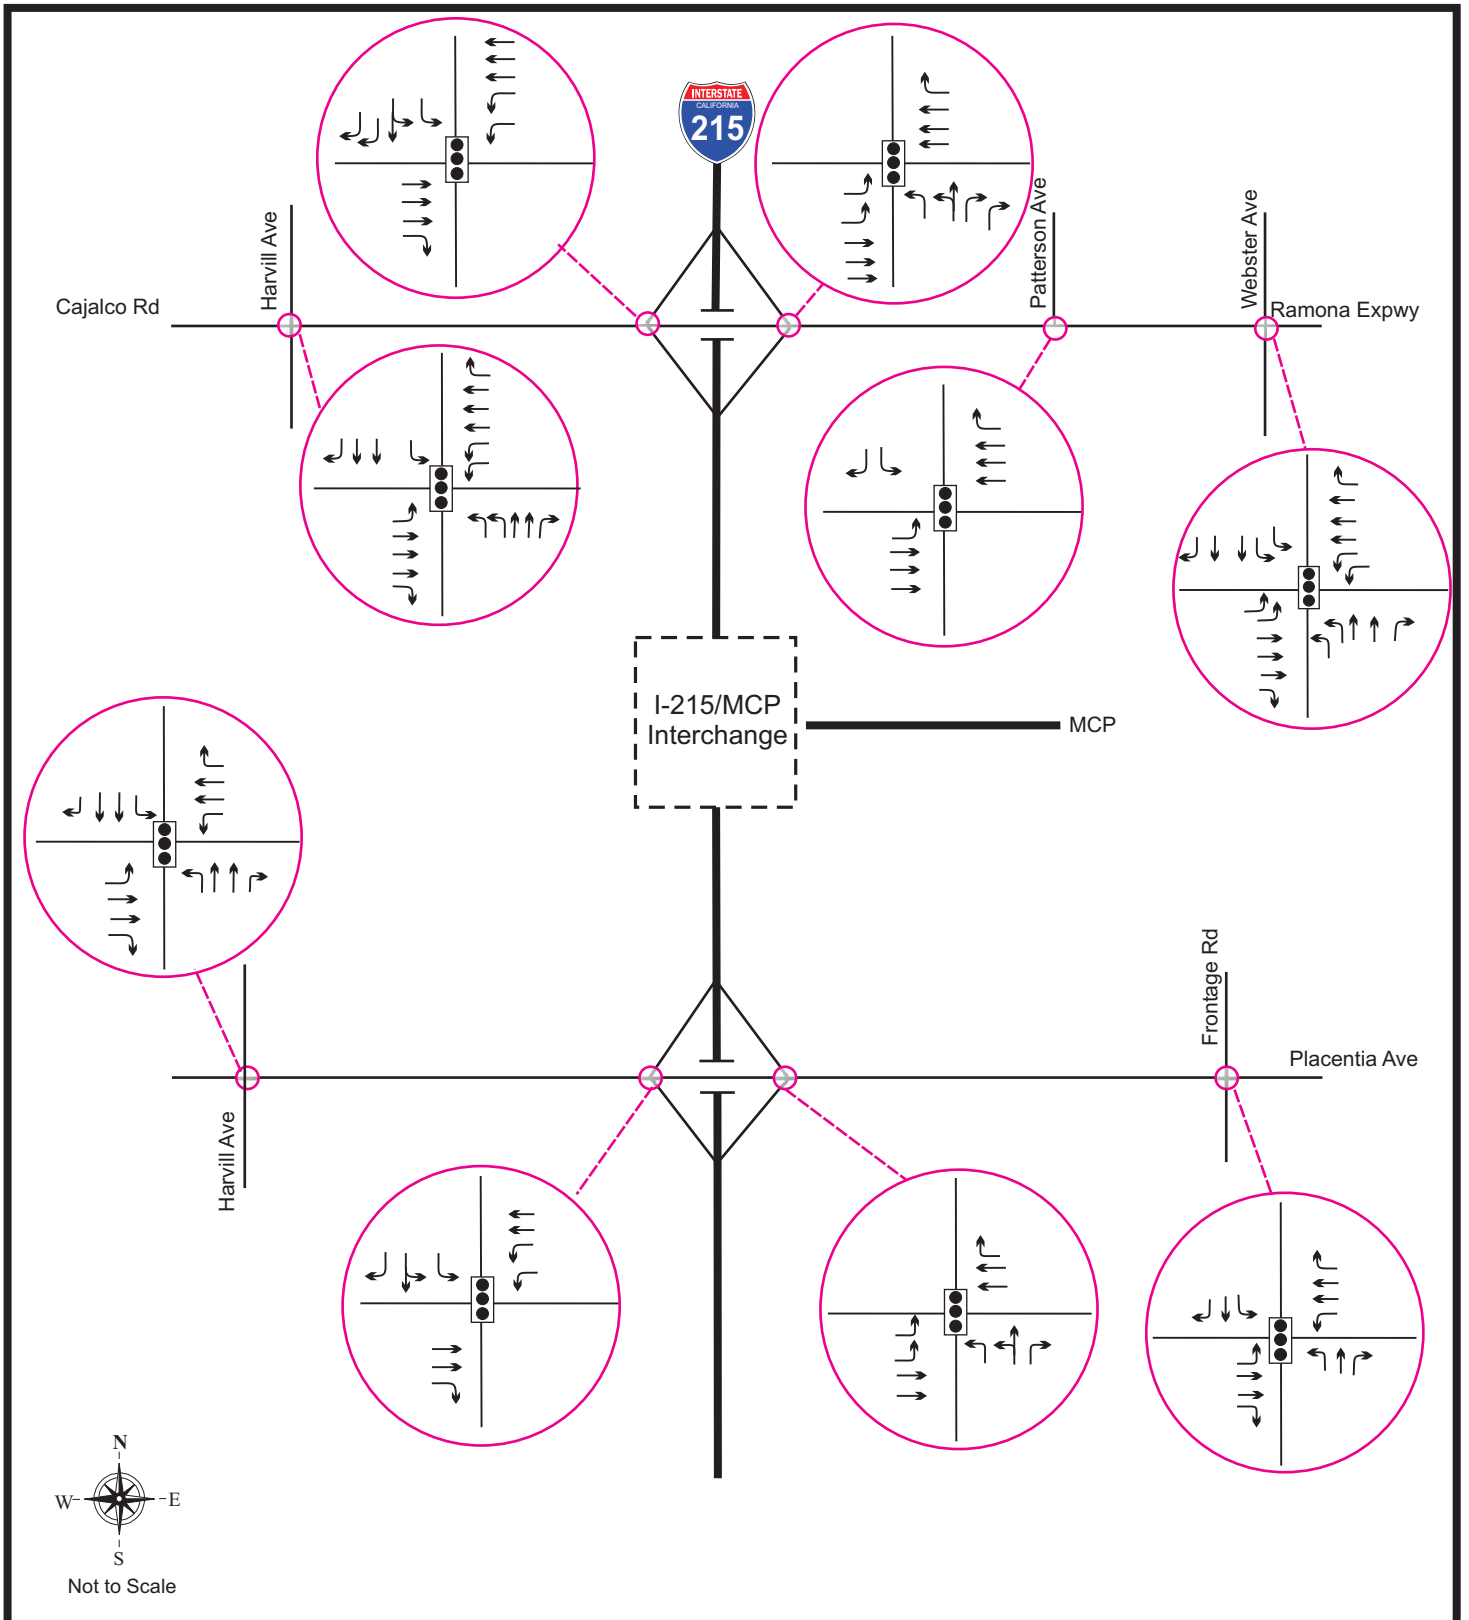 INTERSTATE
CALIFORNIA
215
Harvill Ave
Patterson Ave
Webster Ave
Cajalco Rd
Ramona Expwy
I-215/MCP
Interchange
MCP
Frontage Rd
Placentia Ave
Harvill Ave
N
W
E
S
Not to Scale